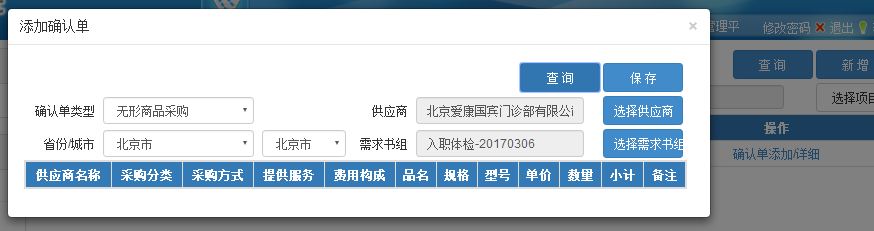 添加确认单 ×
管理平 修改密码 退出
查 询 保 存
查 询 新 增
确认单类型 无形商品采购 供应商 北京爱康国宾门诊部有限公 选择供应商
选择项目
省份/城市 北京市 北京市 需求书组 入职体检-20170306 选择需求书组
操作
供应商名称 采购分类 采购方式 提供服务 费用构成 品名 规格 型号 单价 数量 小计 备注
确认单添加/详细